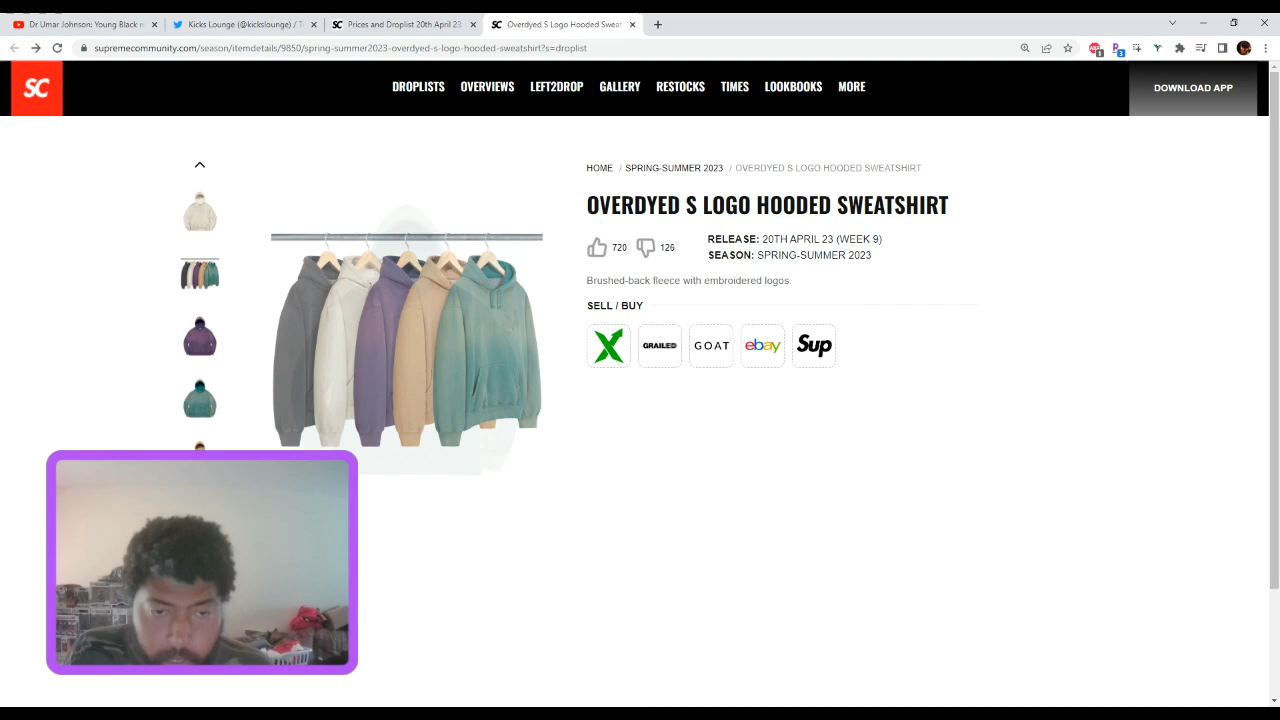 Dr Umar Johnson: Young Black m
Kicks Lounge (@kickslounge) / T
Prices and Droplist 20th April 23
Overdyed S Logo Hooded Sweat
supremecommunity.com/season/itemdetails/9850/spring-summer2023-overdyed-s-logo-hooded-sweatshirt?s=droplist
SC
DROPLISTS OVERVIEWS LEFT2DROP GALLERY RESTOCKS TIMES LOOKBOOKS MORE
DOWNLOAD APP
HOME / SPRING-SUMMER 2023 / OVERDYED S LOGO HOODED SWEATSHIRT
OVERDYED S LOGO HOODED SWEATSHIRT
720 126
RELEASE: 20TH APRIL 23 (WEEK 9)
SEASON: SPRING-SUMMER 2023
Brushed-back fleece with embroidered logos.
SELL / BUY
GRAILED GOAT ebay Sup